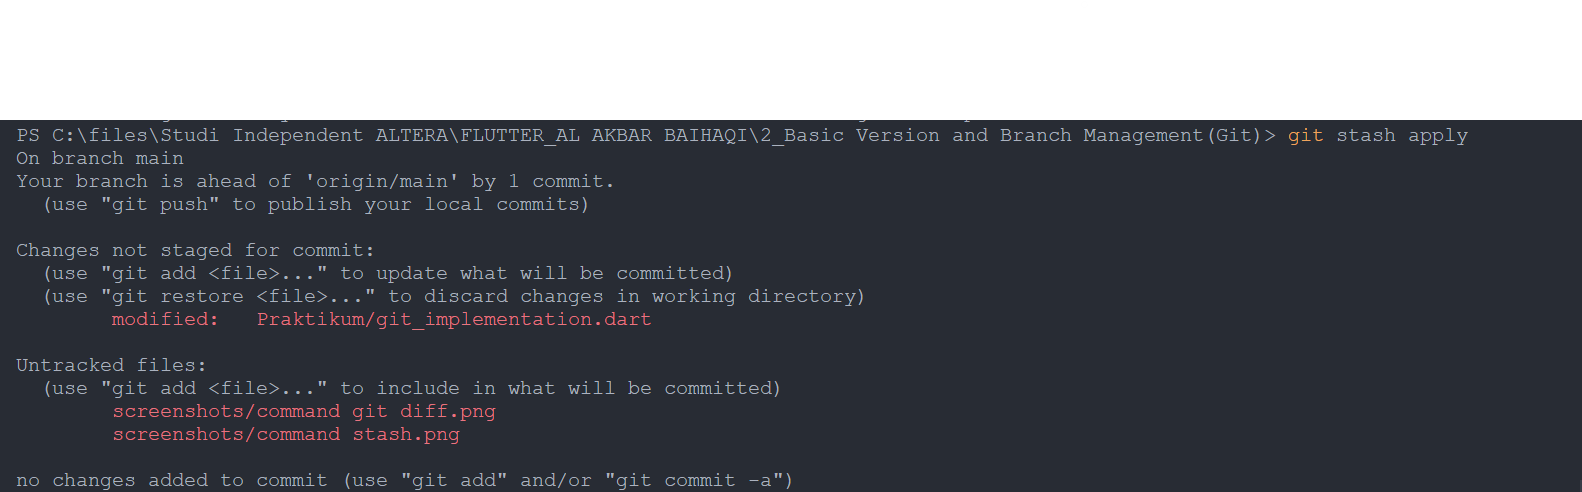 PS C:\files\Studi Independent ALTERA\FLUTTER_AL AKBAR BAIHAQI\2_Basic Version and Branch Management(Git)> git stash apply
On branch main
Your branch is ahead of 'origin/main' by 1 commit.
  (use "git push" to publish your local commits)

Changes not staged for commit:
  (use "git add <file>..." to update what will be committed)
  (use "git restore <file>..." to discard changes in working directory)
        modified:   Praktikum/git_implementation.dart

Untracked files:
  (use "git add <file>..." to include in what will be committed)
        screenshots/command git diff.png
        screenshots/command stash.png

no changes added to commit (use "git add" and/or "git commit -a")